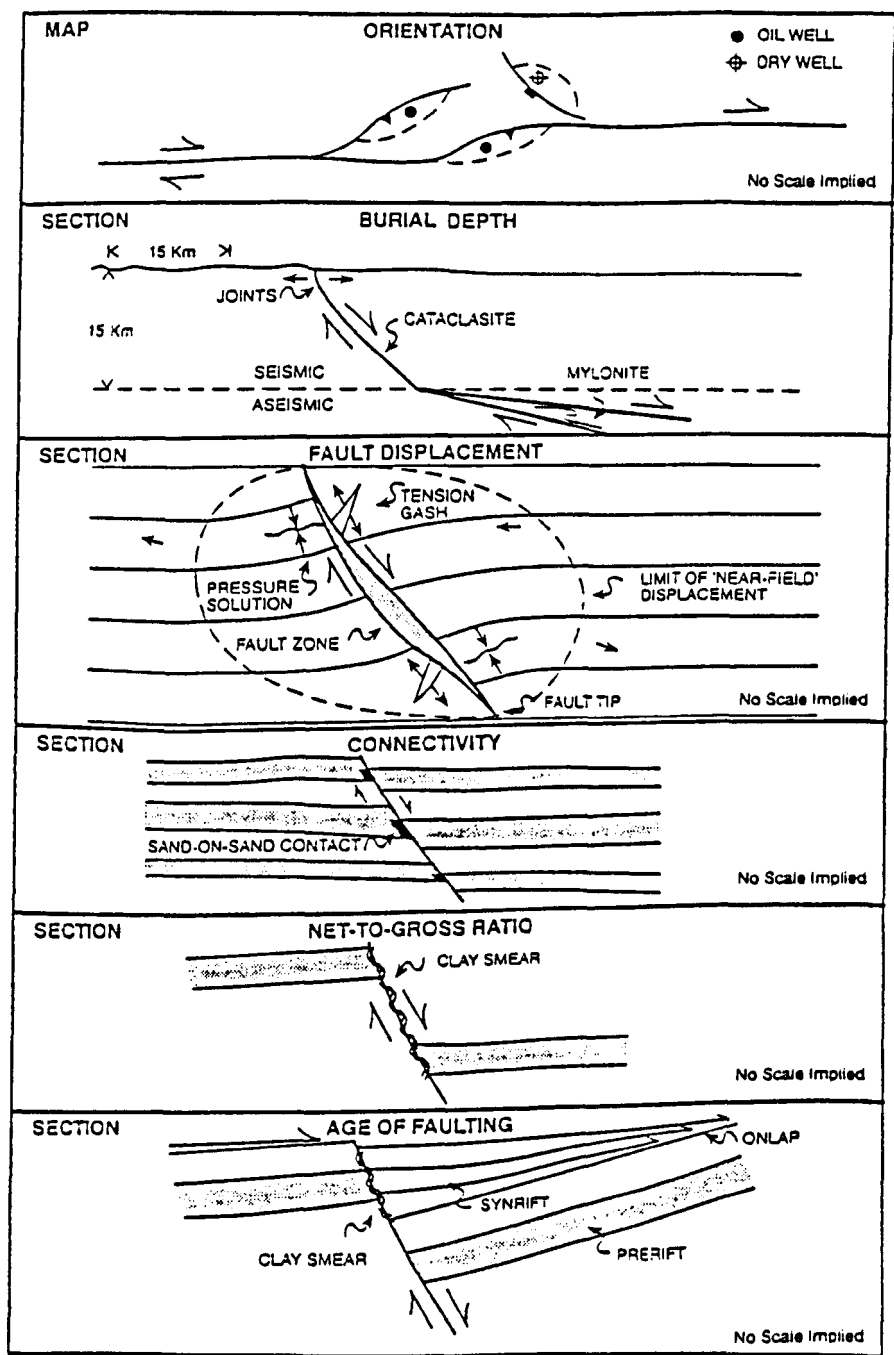 MAP
ORIENTATION
OIL WELL
DRY WELL
No Scale Implied
SECTION
BURIAL DEPTH
15 Km
JOINTS
CATACLASITE
15 Km
SEISMIC
MYLONITE
ASEISMIC
SECTION
FAULT DISPLACEMENT
TENSION
GASH
PRESSURE
SOLUTION
LIMIT OF 'NEAR-FIELD'
DISPLACEMENT
FAULT ZONE
FAULT TIP
No Scale Implied
SECTION
CONNECTIVITY
SAND-ON-SAND CONTACT
No Scale Implied
SECTION
NET-TO-GROSS RATIO
CLAY SMEAR
No Scale Implied
SECTION
AGE OF FAULTING
ONLAP
SYNRIFT
CLAY SMEAR
PRERIFT
No Scale Implied